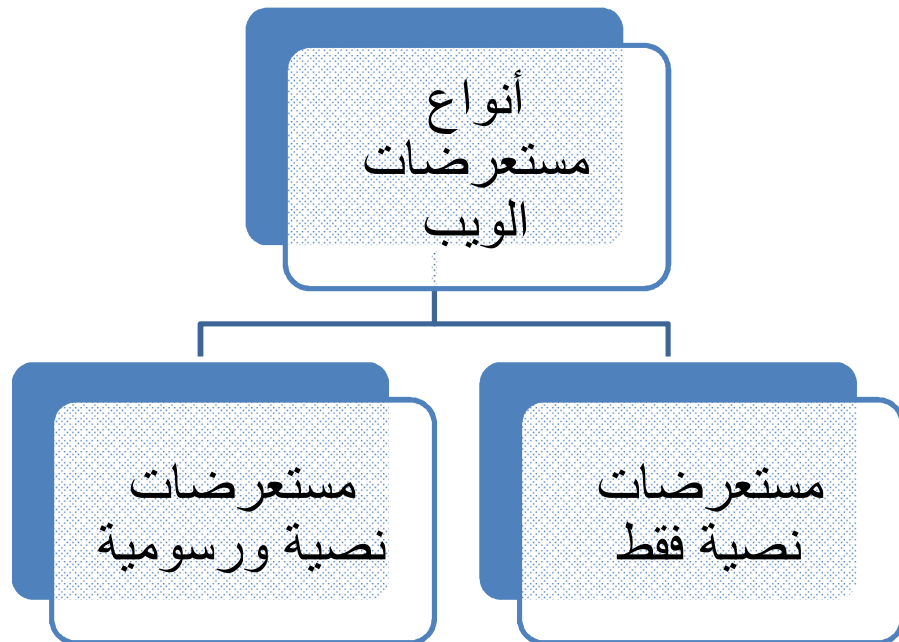 أنواع
مستعرضات
الويب
مستعرضات
نصية فقط
مستعرضات
نصية ورسومية